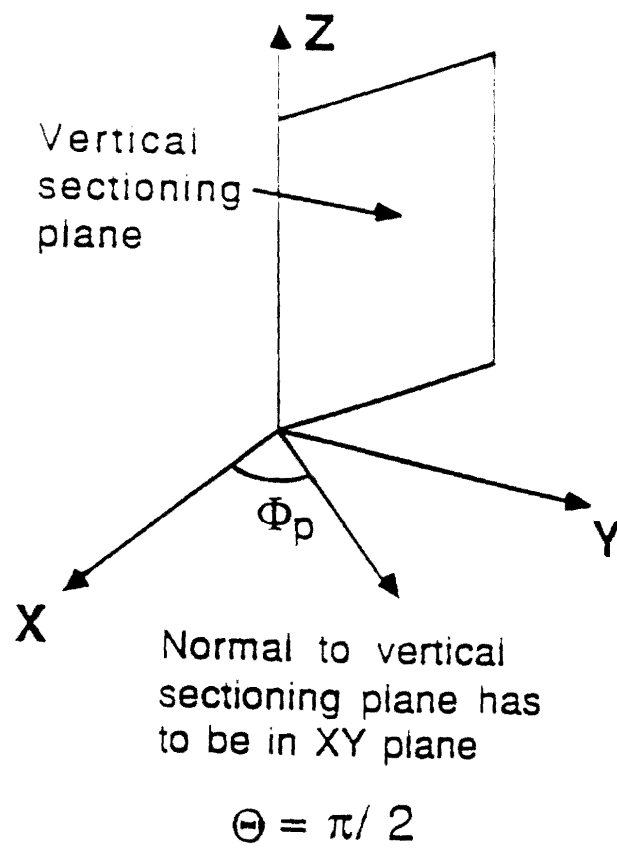 Z
Vertical
sectioning
plane
Φp
Y
X
Normal to vertical
sectioning plane has
to be in XY plane
Θ = π/ 2